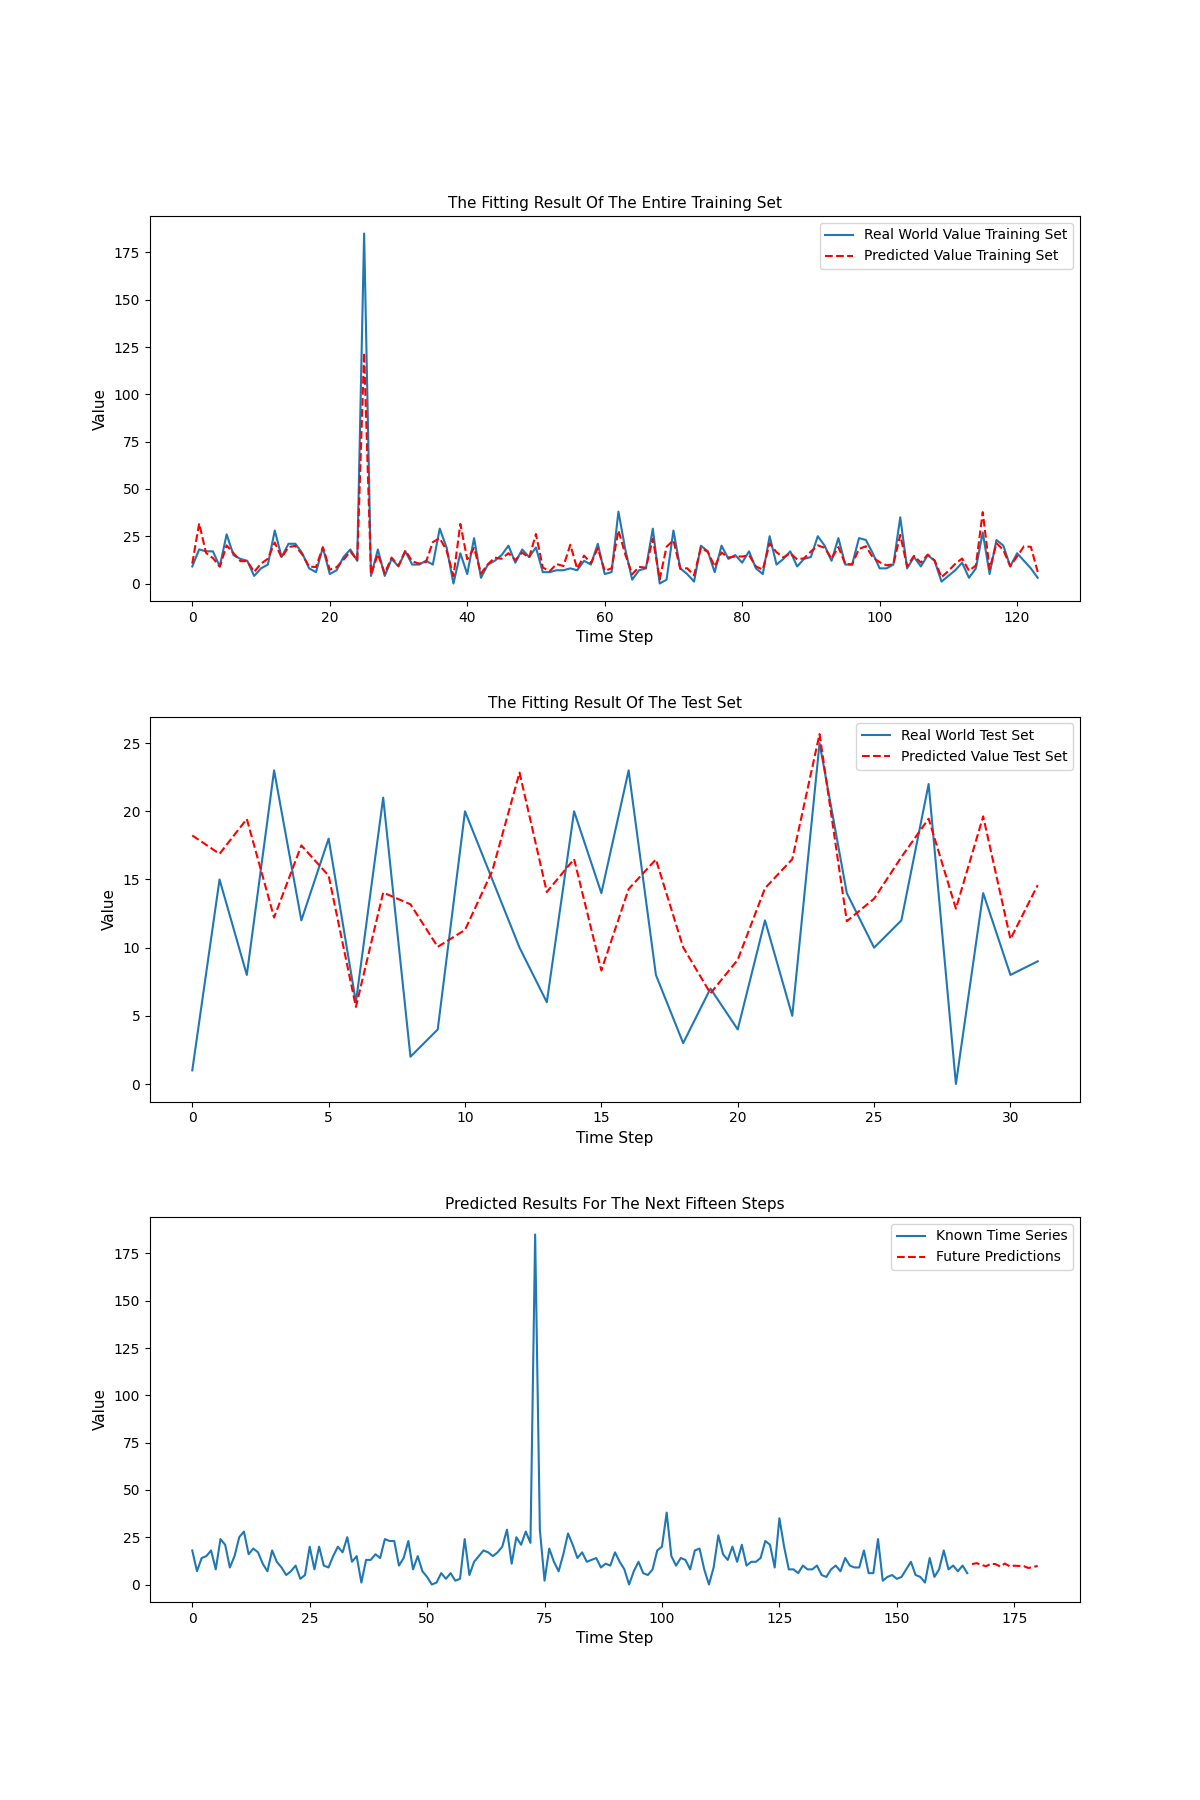 The Fitting Result Of The Entire Training Set
Real World Value Training Set
Predicted Value Training Set
175
150
125
100
75
50
25
0
Value
0 20 40 60 80 100 120
Time Step
The Fitting Result Of The Test Set
Real World Test Set
Predicted Value Test Set
25
20
15
10
5
0
Value
0 5 10 15 20 25 30
Time Step
Predicted Results For The Next Fifteen Steps
Known Time Series
Future Predictions
175
150
125
100
75
50
25
0
Value
0 25 50 75 100 125 150 175
Time Step